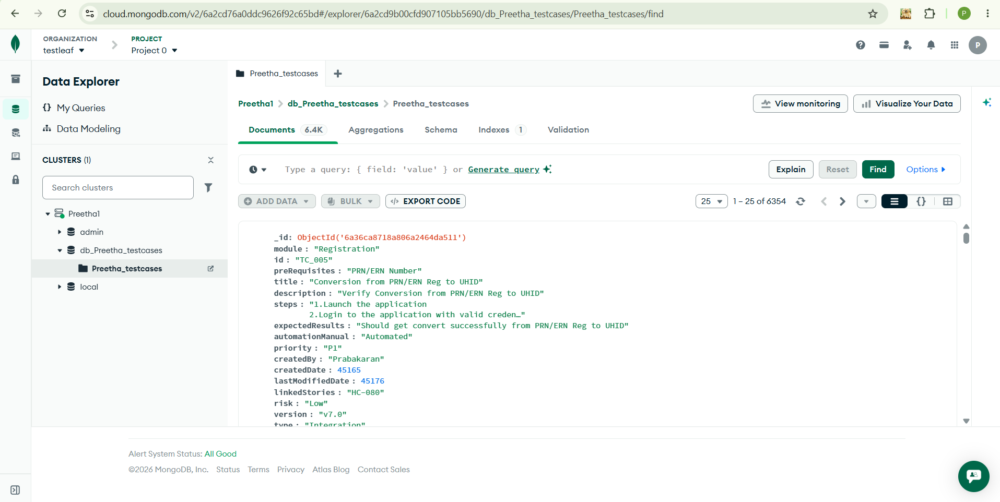 cloud.mongodb.com/v2/6a2cd76a0ddc9626f92c65bd#/explorer/6a2cd9b00cfd907105bb5690/db_Preetha_testcases/Preetha_testcases/find
P
ORGANIZATION
testleaf
PROJECT
Project 0
P
Data Explorer
My Queries
Data Modeling
CLUSTERS (1)
Search clusters
Preetha1
admin
db_Preetha_testcases
Preetha_testcases
local
Preetha_testcases
Preetha1 > db_Preetha_testcases > Preetha_testcases
View monitoring
Visualize Your Data
Documents 6.4K
Aggregations
Schema
Indexes 1
Validation
Type a query: { field: 'value' } or Generate query
Explain
Reset
Find
Options
ADD DATA
BULK
EXPORT CODE
25
1 – 25 of 6354
_id: ObjectId('6a36ca8718a806a2464da511')
module : "Registration"
id : "TC_005"
preRequisites : "PRN/ERN Number"
title : "Conversion from PRN/ERN Reg to UHID"
description : "Verify Conversion from PRN/ERN Reg to UHID"
steps : "1.Launch the application
2.Login to the application with valid creden…"
expectedResults : "Should get convert successfully from PRN/ERN Reg to UHID"
automationManual : "Automated"
priority : "P1"
createdBy : "Prabakaran"
createdDate : 45165
lastModifiedDate : 45176
linkedStories : "HC-080"
risk : "Low"
version : "v7.0"
type : "Integration"
Alert System Status: All Good
©2026 MongoDB, Inc. Status Terms Privacy Atlas Blog Contact Sales